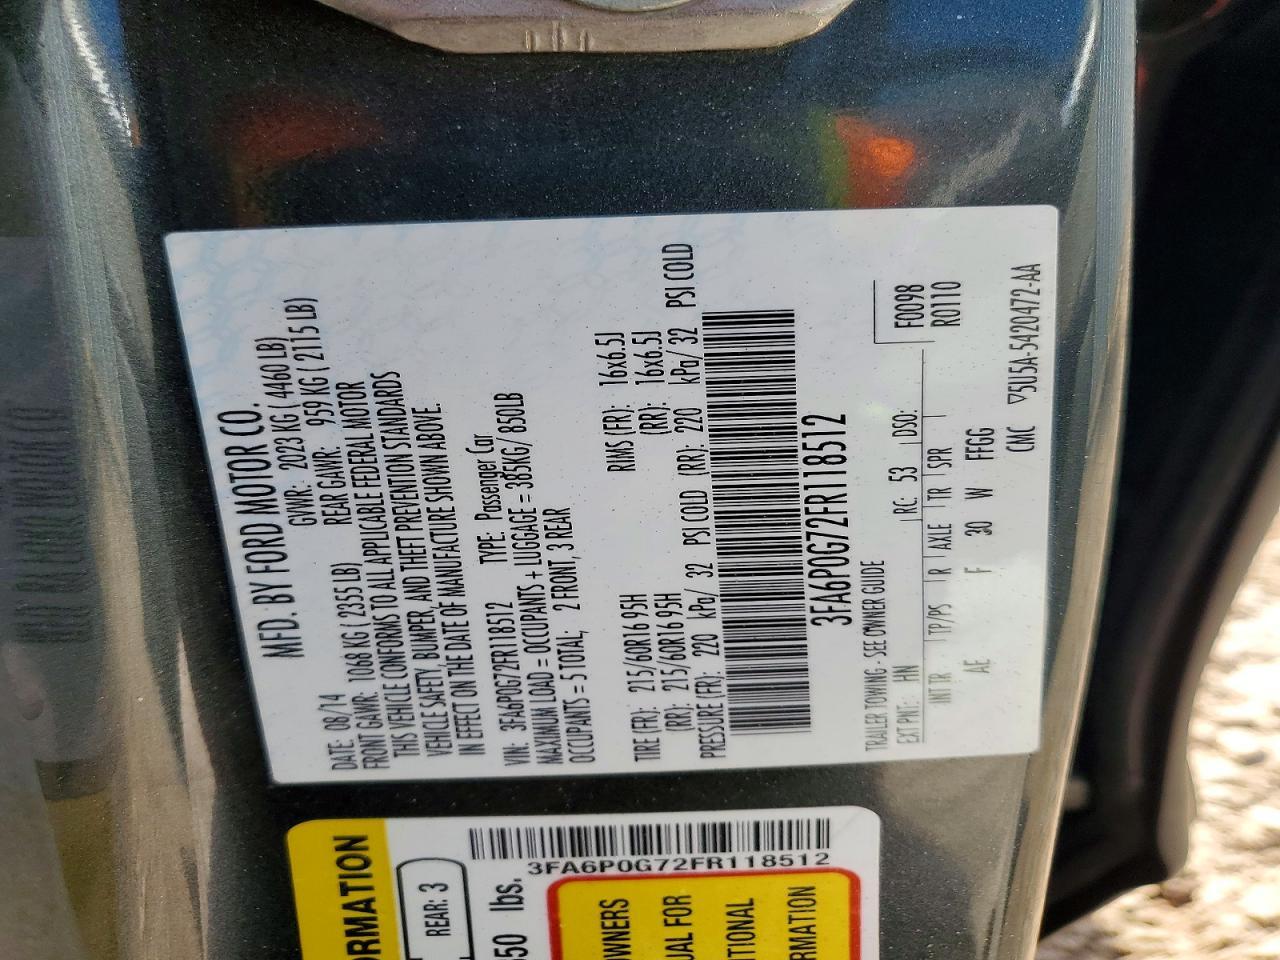 MFD. BY FORD MOTOR CO.
DATE: 08/14 GVWR: 2023 KG ( 4460 LB)
FRONT GAWR: 1068 KG ( 2355 LB) REAR GAWR: 959 KG ( 2115 LB)
THIS VEHICLE CONFORMS TO ALL APPLICABLE FEDERAL MOTOR
VEHICLE SAFETY, BUMPER, AND THEFT PREVENTION STANDARDS
IN EFFECT ON THE DATE OF MANUFACTURE SHOWN ABOVE.
VIN: 3FA6P0G72FR118512 TYPE: Passenger Car
MAXIMUM LOAD = OCCUPANTS + LUGGAGE = 385KG/ 850LB
OCCUPANTS = 5 TOTAL; 2 FRONT, 3 REAR
TIRE (FR): 215/60R16 95H RIMS (FR): 16x6.5J
(RR): 215/60R16 95H (RR): 16x6.5J
PRESSURE (FR): 220 kPa/ 32 PSI COLD (RR): 220 kPa/ 32 PSI COLD
3FA6P0G72FR118512
TRAILER TOWING - SEE OWNER GUIDE
F0098
EXT PNT: HN RC: 53 DSO: R0110
INT TR TP/PS R AXLE TR SPR
AE F 30 W FFGG
CMC ▽5U5A-5420472-AA
ORMATION
REAR: 3
50 lbs.
3FA6P0G72FR118512
OWNERS
UAL FOR
TIONAL
RMATION